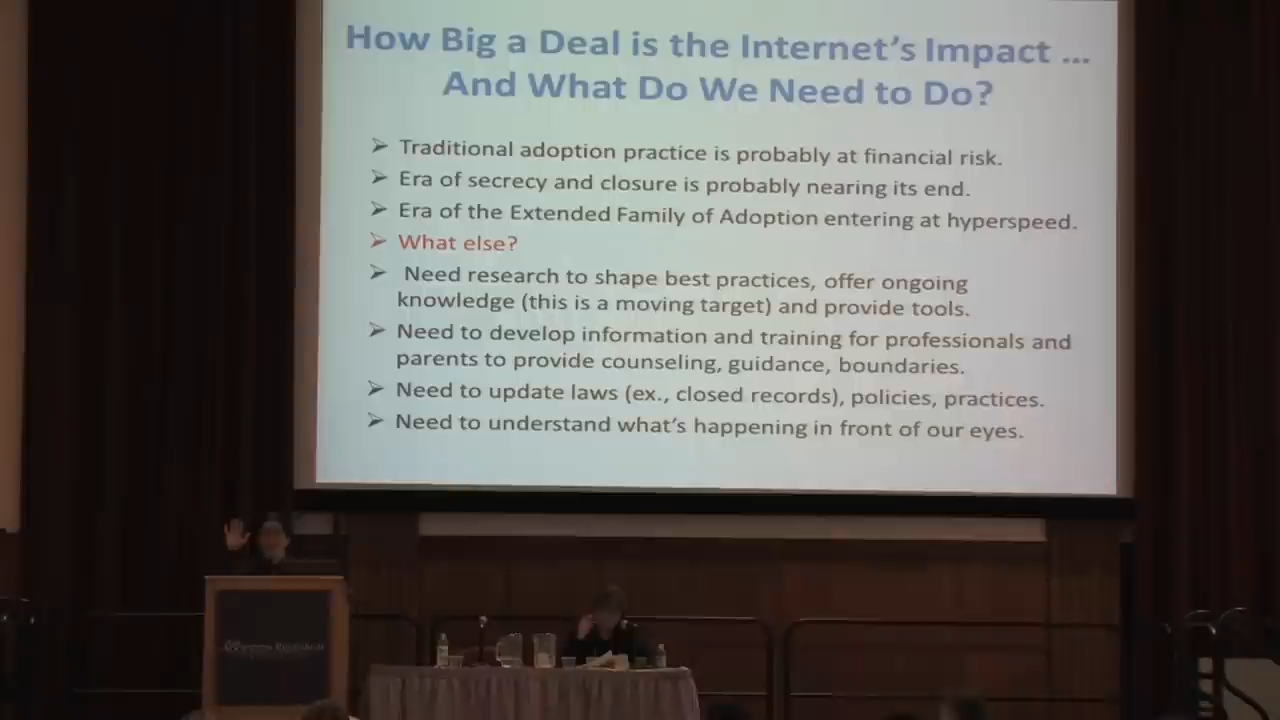 How Big a Deal is the Internet's Impact ...
And What Do We Need to Do?
➢ Traditional adoption practice is probably at financial risk.
➢ Era of secrecy and closure is probably nearing its end.
➢ Era of the Extended Family of Adoption entering at hyperspeed.
➢ What else?
➢ Need research to shape best practices, offer ongoing
knowledge (this is a moving target) and provide tools.
➢ Need to develop information and training for professionals and
parents to provide counseling, guidance, boundaries.
➢ Need to update laws (ex., closed records), policies, practices.
➢ Need to understand what's happening in front of our eyes.